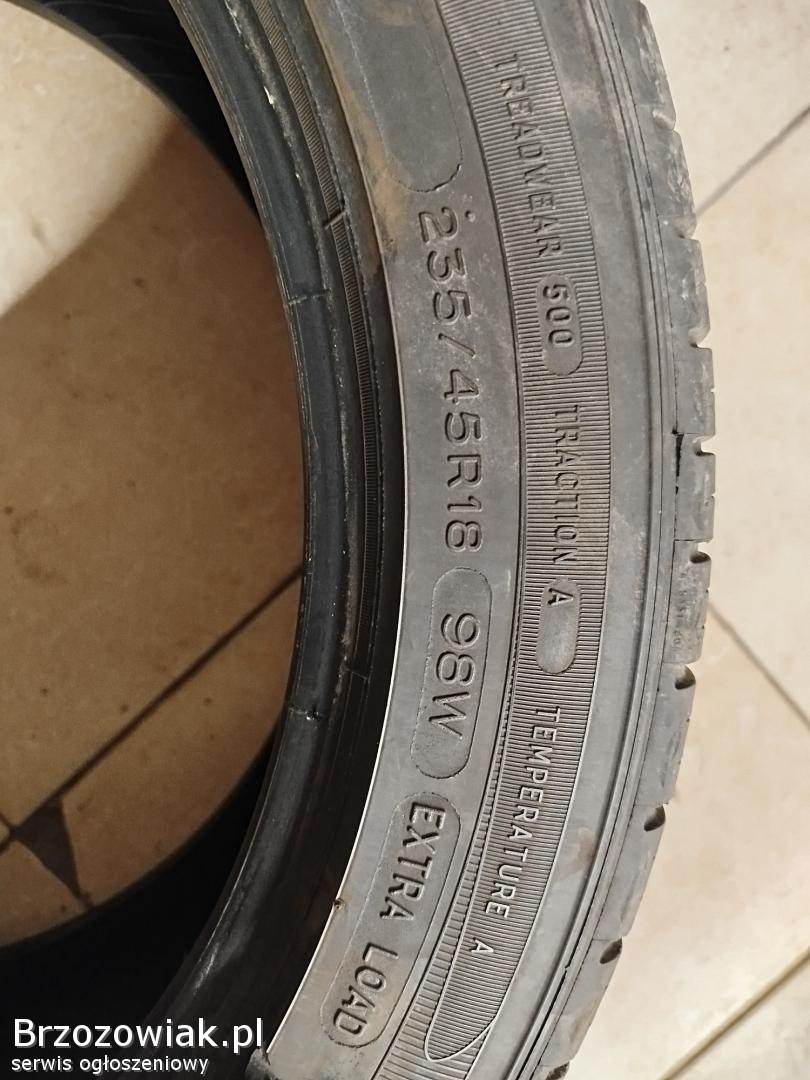 TREADWEAR 500 TRACTION A TEMPERATURE A
235/45R18 98W EXTRA LOAD
Brzozowiak.pl
serwis ogłoszeniowy